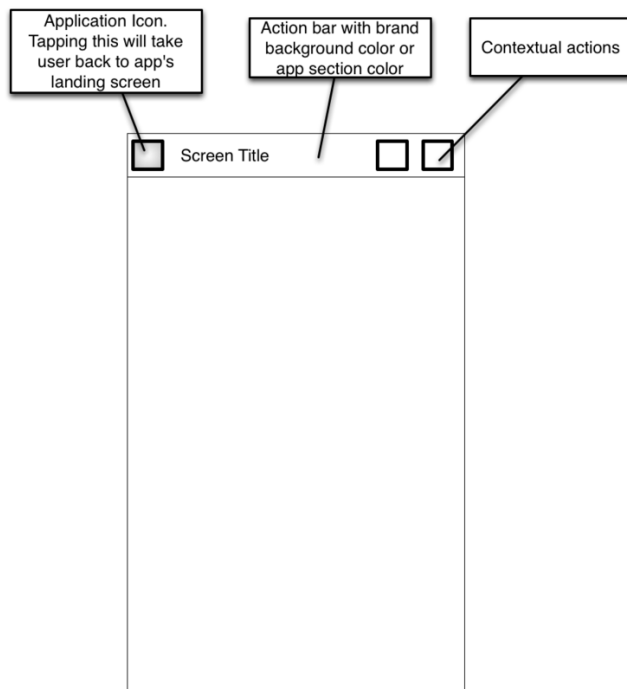 Application Icon.
Tapping this will take
user back to app's
landing screen
Action bar with brand
background color or
app section color
Contextual actions
Screen Title